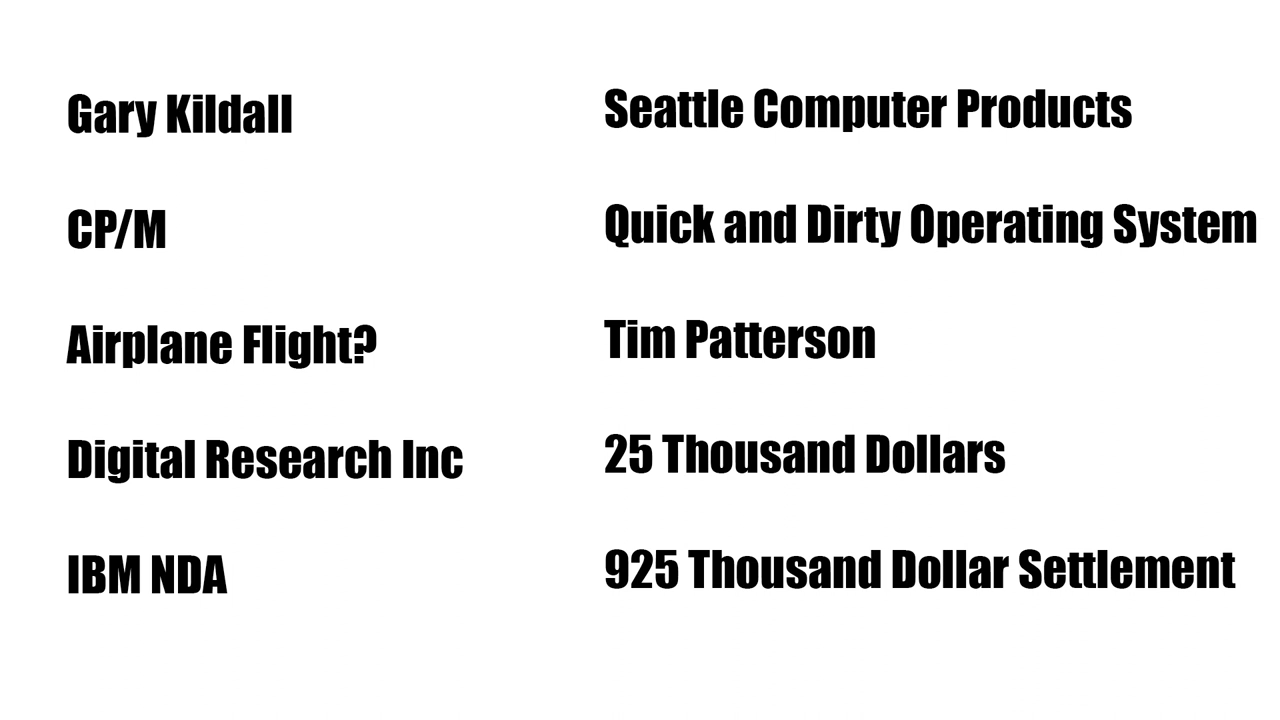 Gary Kildall
CP/M
Airplane Flight?
Digital Research Inc
IBM NDA
Seattle Computer Products
Quick and Dirty Operating System
Tim Patterson
25 Thousand Dollars
925 Thousand Dollar Settlement